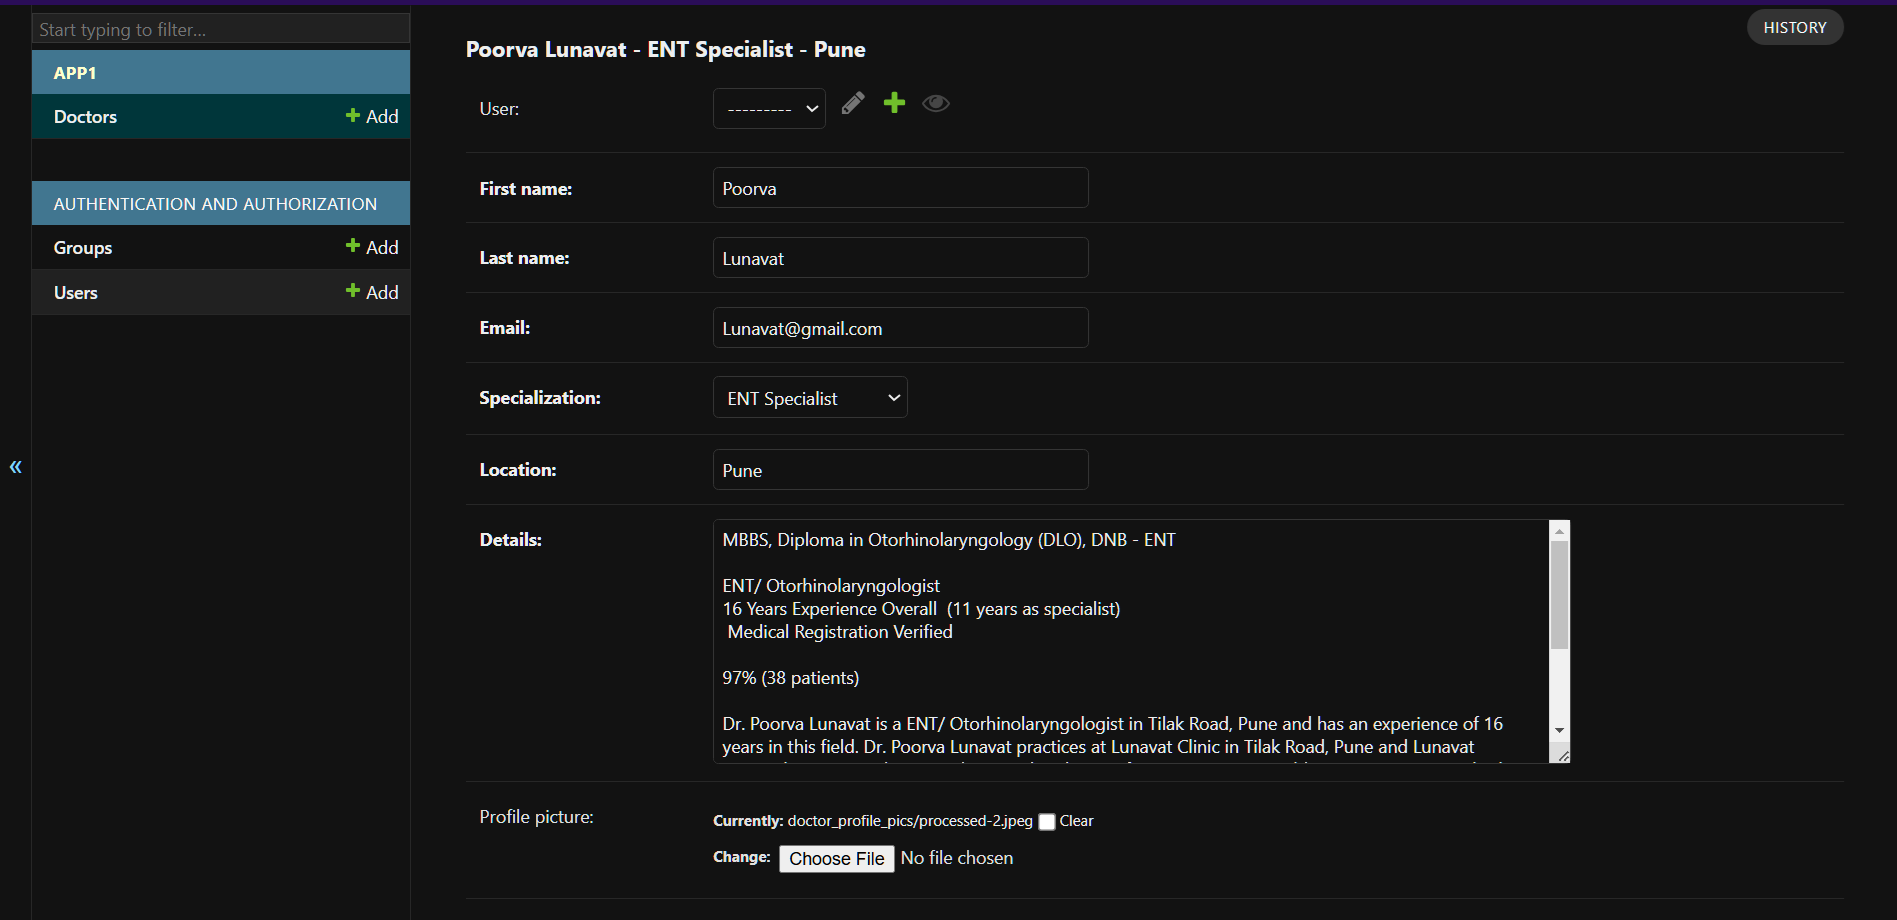 Start typing to filter...
APP1
Doctors
Add
AUTHENTICATION AND AUTHORIZATION
Groups
Add
Users
Add
«
HISTORY
Poorva Lunavat - ENT Specialist - Pune
User:
---------
First name:
Poorva
Last name:
Lunavat
Email:
Lunavat@gmail.com
Specialization:
ENT Specialist
Location:
Pune
Details:
MBBS, Diploma in Otorhinolaryngology (DLO), DNB - ENT
ENT/ Otorhinolaryngologist
16 Years Experience Overall  (11 years as specialist)
Medical Registration Verified
97% (38 patients)
Dr. Poorva Lunavat is a ENT/ Otorhinolaryngologist in Tilak Road, Pune and has an experience of 16
years in this field. Dr. Poorva Lunavat practices at Lunavat Clinic in Tilak Road, Pune and Lunavat
Profile picture:
Currently: doctor_profile_pics/processed-2.jpeg Clear
Change: Choose File No file chosen